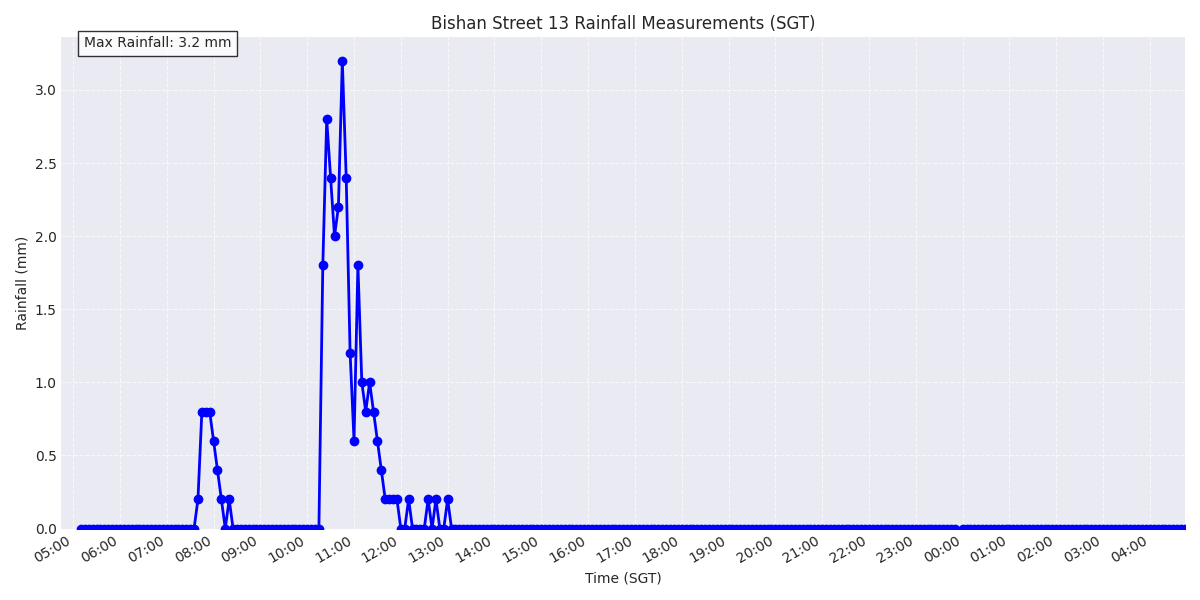 Bishan Street 13 Rainfall Measurements (SGT)
Max Rainfall: 3.2 mm
Rainfall (mm)
3.0
2.5
2.0
1.5
1.0
0.5
0.0
05:00 06:00 07:00 08:00 09:00 10:00 11:00 12:00 13:00 14:00 15:00 16:00 17:00 18:00 19:00 20:00 21:00 22:00 23:00 00:00 01:00 02:00 03:00 04:00
Time (SGT)